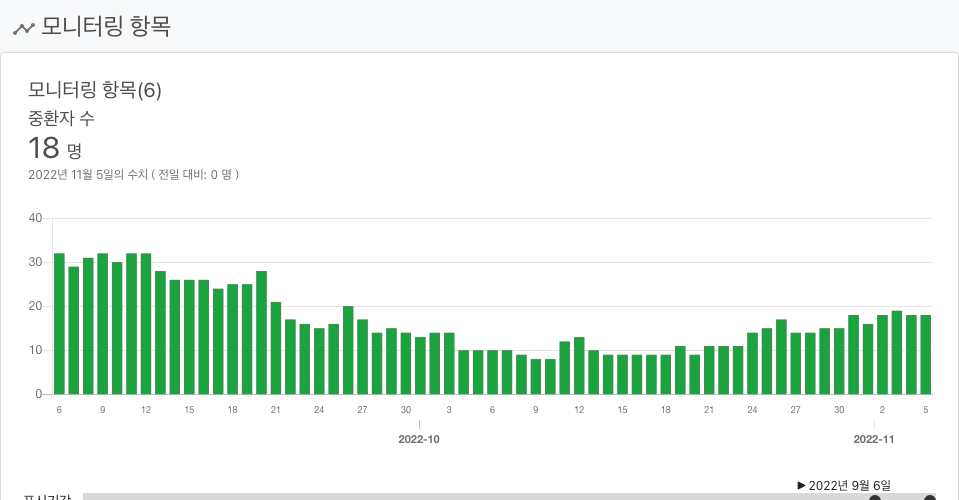 모니터링 항목
모니터링 항목(6)
중환자 수
18 명
2022년 11월 5일의 수치 ( 전일 대비: 0 명 )
40
30
20
10
0
6 9 12 15 18 21 24 27 30 3 6 9 12 15 18 21 24 27 30 2 5
2022-10 2022-11
▶ 2022년 9월 6일
표시기간